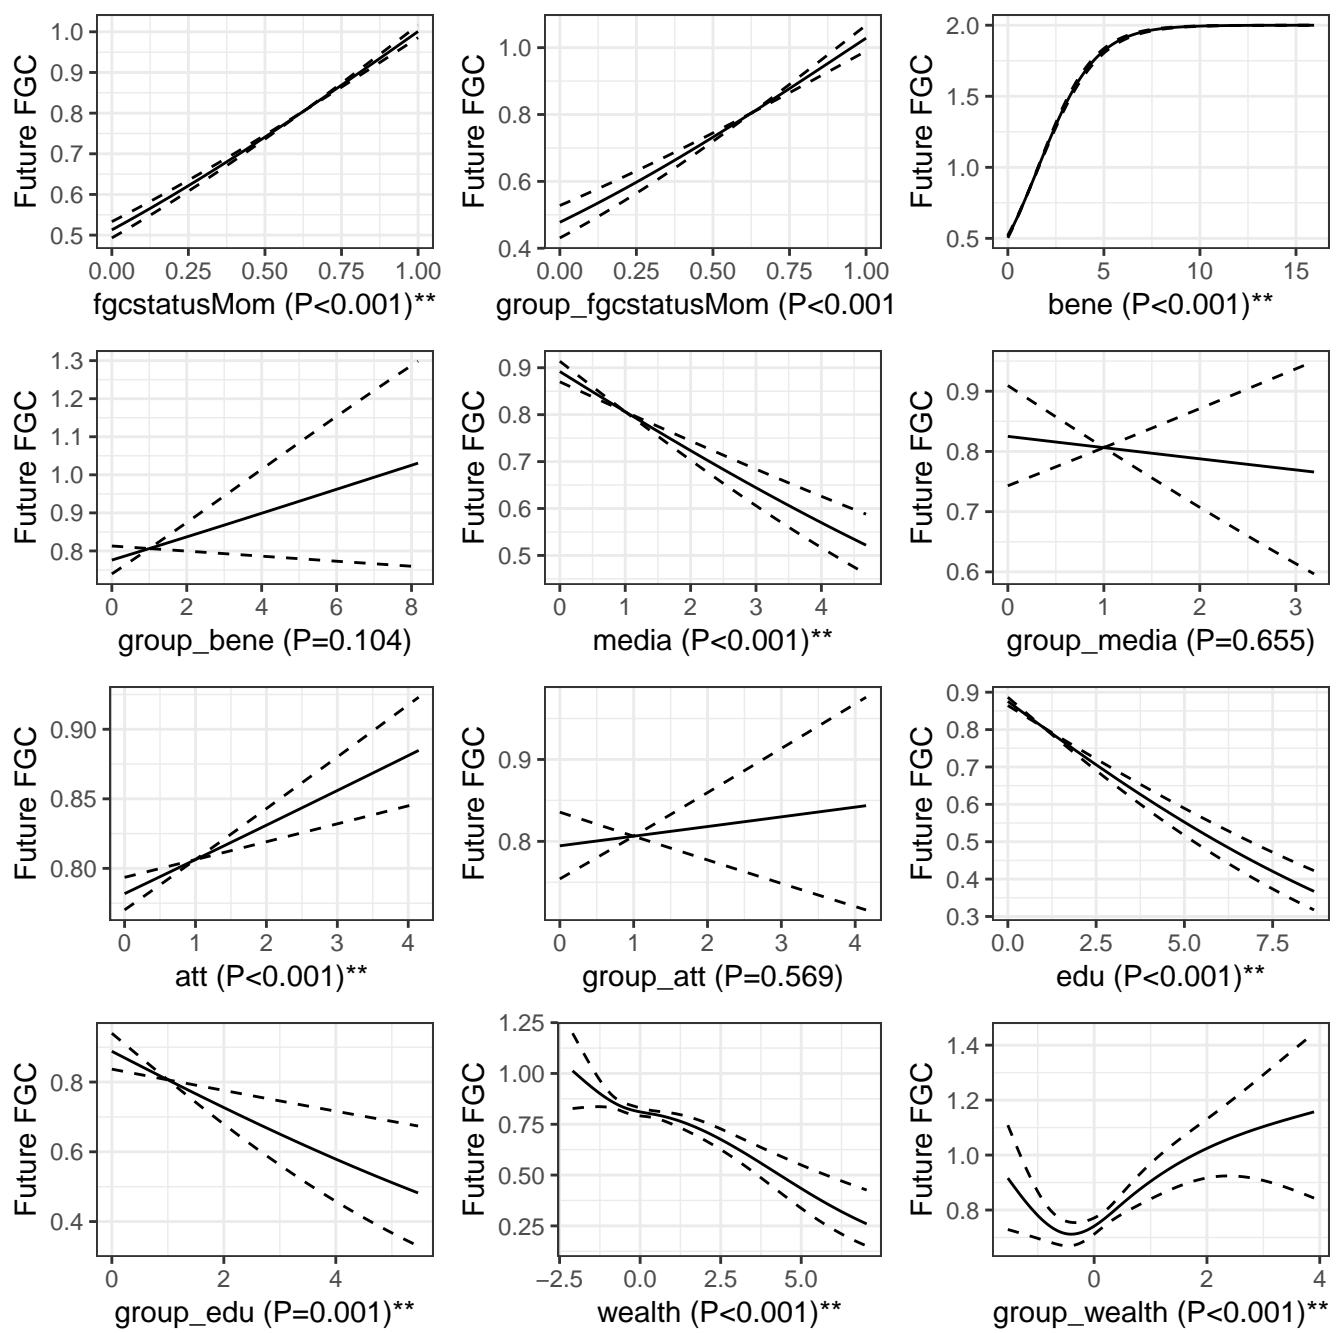 Future FGC
1.0
0.9
0.8
0.7
0.6
0.5
0.00 0.25 0.50 0.75 1.00
fgcstatusMom (P<0.001)**
Future FGC
1.0
0.8
0.6
0.4
0.00 0.25 0.50 0.75 1.00
group_fgcstatusMom (P<0.001
Future FGC
2.0
1.5
1.0
0.5
0 5 10 15
bene (P<0.001)**
Future FGC
1.3
1.2
1.1
1.0
0.9
0.8
0 2 4 6 8
group_bene (P=0.104)
Future FGC
0.9
0.8
0.7
0.6
0.5
0 1 2 3 4
media (P<0.001)**
Future FGC
0.9
0.8
0.7
0.6
0 1 2 3
group_media (P=0.655)
Future FGC
0.90
0.85
0.80
0 1 2 3 4
att (P<0.001)**
Future FGC
0.9
0.8
0 1 2 3 4
group_att (P=0.569)
Future FGC
0.9
0.8
0.7
0.6
0.5
0.4
0.3
0.0 2.5 5.0 7.5
edu (P<0.001)**
Future FGC
0.8
0.6
0.4
0 2 4
group_edu (P=0.001)**
Future FGC
1.25
1.00
0.75
0.50
0.25
−2.5 0.0 2.5 5.0
wealth (P<0.001)**
Future FGC
1.4
1.2
1.0
0.8
0 2 4
group_wealth (P<0.001)**